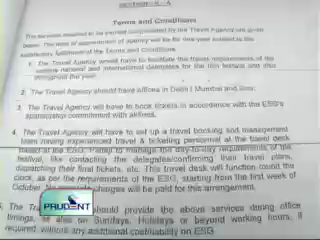 SECTION - A
Terms and Conditions
The services required to be carried out/provided by the Travel Agency are given
below. The term of appointment of agency will be for one year subject to the
satisfactory fulfilment of the Terms and Conditions.
1. The Travel Agency would have to facilitate the travel requirements of the
various national and international delegates for the film festival and also
throughout the year.
2. The Travel Agency should have offices in Delhi / Mumbai and Goa.
3. The Travel Agency will have to book tickets in accordance with the ESG's
sponsorship commitment with airlines.
4. The Travel Agency will have to set up a travel booking and management
team having experienced travel & ticketing personnel at the travel desk
based at the ESG, Panaji to manage the day-to-day requirements of the
festival, like contacting the delegates/confirming their travel plans,
dispatching their final tickets, etc. This travel desk will function round the
clock, as per the requirements of the ESG, starting from the first week of
October. No separate charges will be paid for this arrangement.
5. The Tra should provide the above services during office
timings, also on Sundays, Holidays or beyond working hours, if
required without any additional cost/liability on ESG
PRUDENT